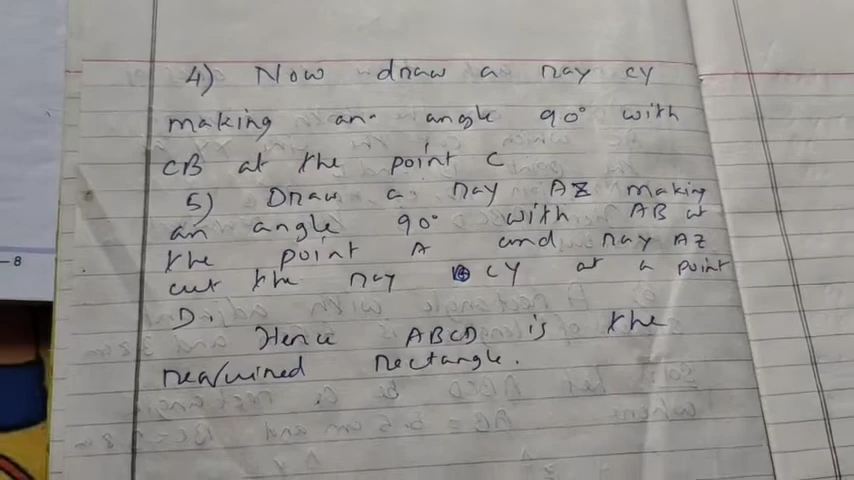 4) Now draw a ray CY
making an angle 90° with
CB at the point C
5) Draw a ray AZ making
an angle 90° with AB at
the point A and ray AZ
cut the ray CY at a point
D.
Hence ABCD is the
required rectangle.
-8